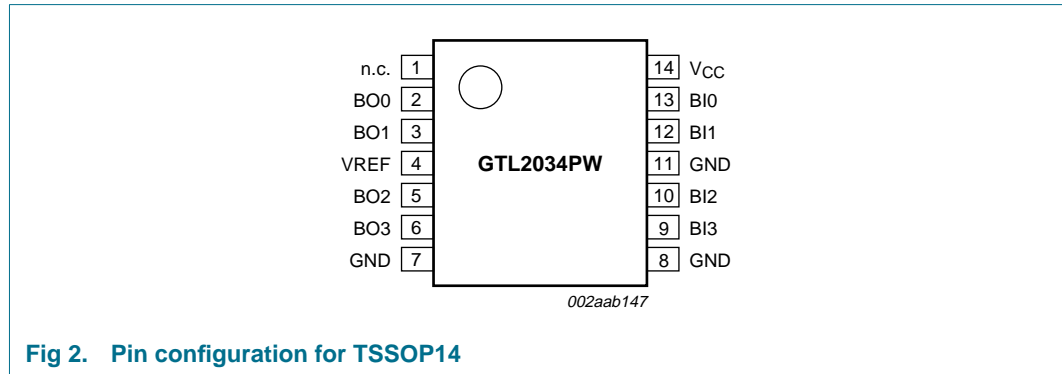 n.c. 1 14 VCC
BO0 2 13 BI0
BO1 3 12 BI1
VREF 4 GTL2034PW 11 GND
BO2 5 10 BI2
BO3 6 9 BI3
GND 7 8 GND
002aab147
Fig 2. Pin configuration for TSSOP14